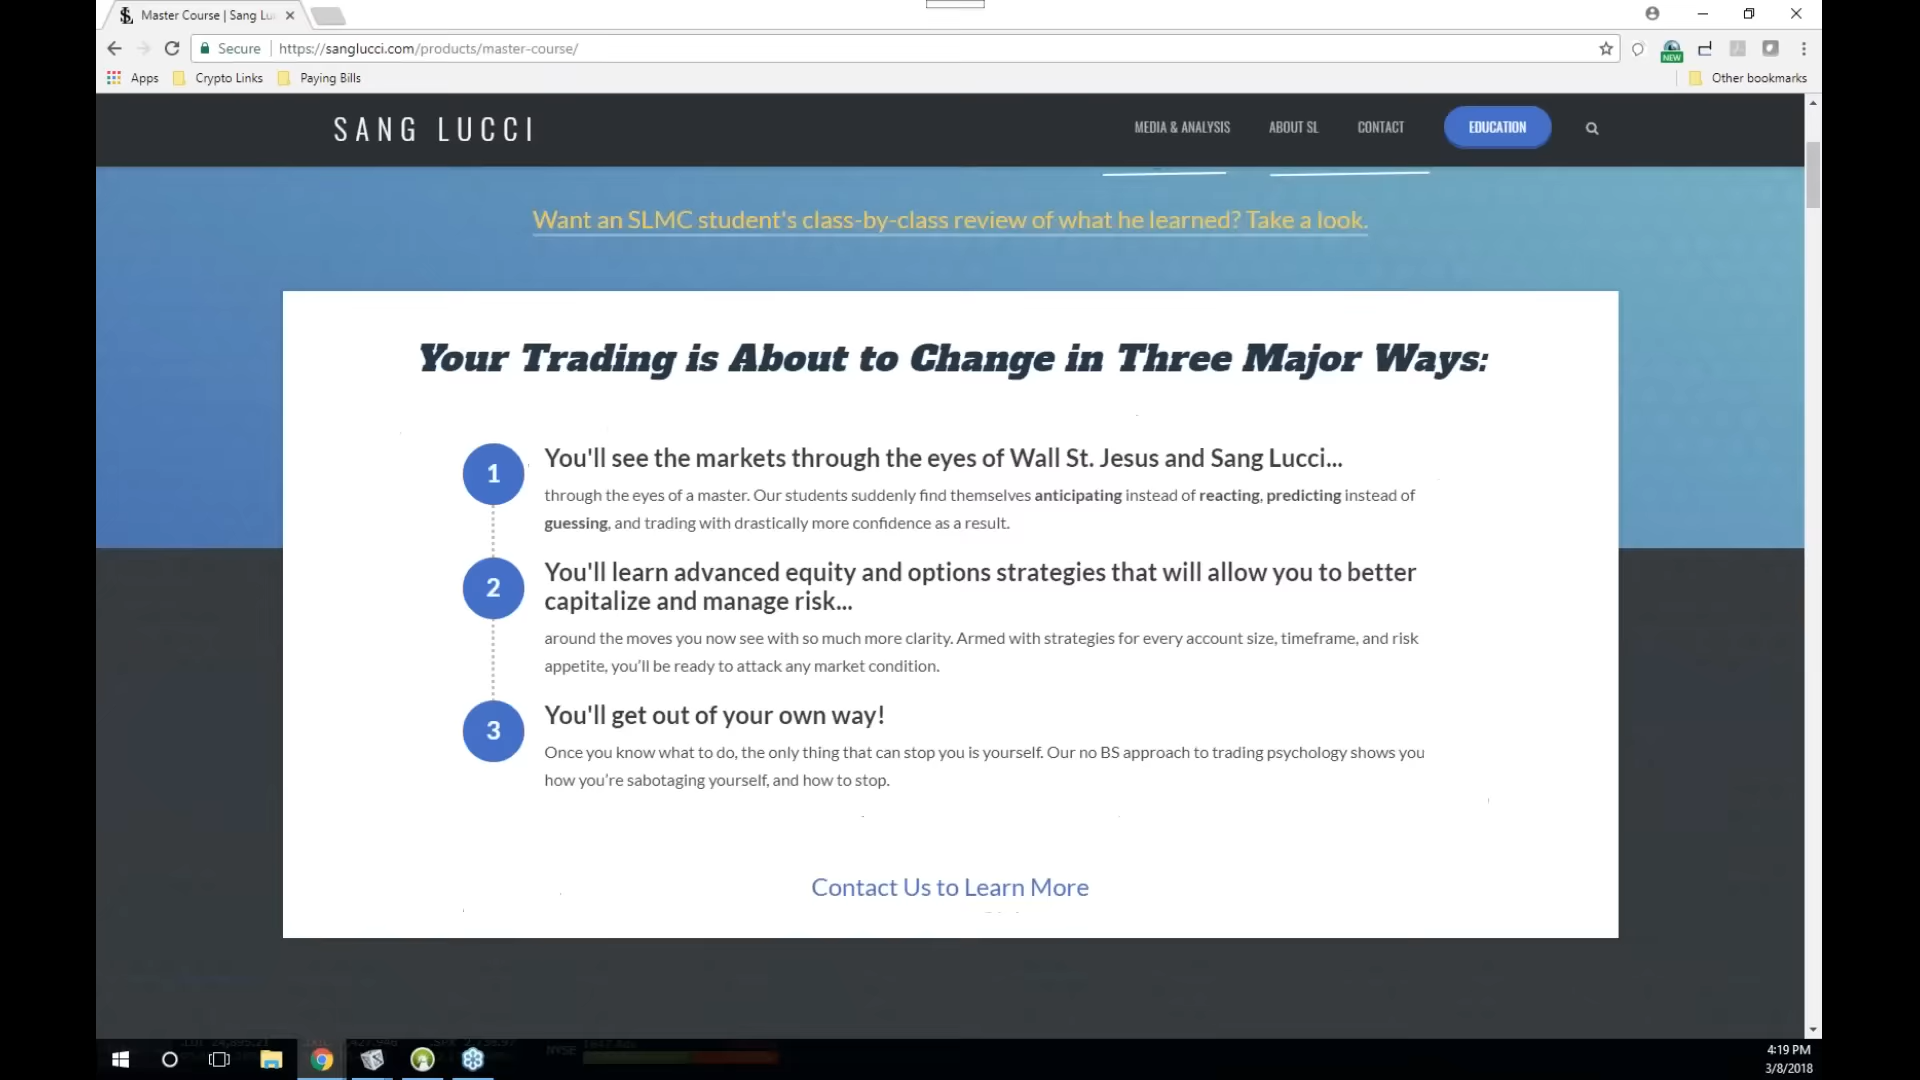 Master Course | Sang Lu
Secure
https://sanglucci.com/products/master-course/
NEW
Apps
Crypto Links
Paying Bills
Other bookmarks
SANG LUCCI
MEDIA & ANALYSIS
ABOUT SL
CONTACT
EDUCATION
Want an SLMC student's class-by-class review of what he learned? Take a look.
Your Trading is About to Change in Three Major Ways:
1
You'll see the markets through the eyes of Wall St. Jesus and Sang Lucci...
through the eyes of a master. Our students suddenly find themselves anticipating instead of reacting, predicting instead of
guessing, and trading with drastically more confidence as a result.
2
You'll learn advanced equity and options strategies that will allow you to better
capitalize and manage risk...
around the moves you now see with so much more clarity. Armed with strategies for every account size, timeframe, and risk
appetite, you’ll be ready to attack any market condition.
3
You'll get out of your own way!
Once you know what to do, the only thing that can stop you is yourself. Our no BS approach to trading psychology shows you
how you’re sabotaging yourself, and how to stop.
Contact Us to Learn More
NYSE
4:19 PM
3/8/2018